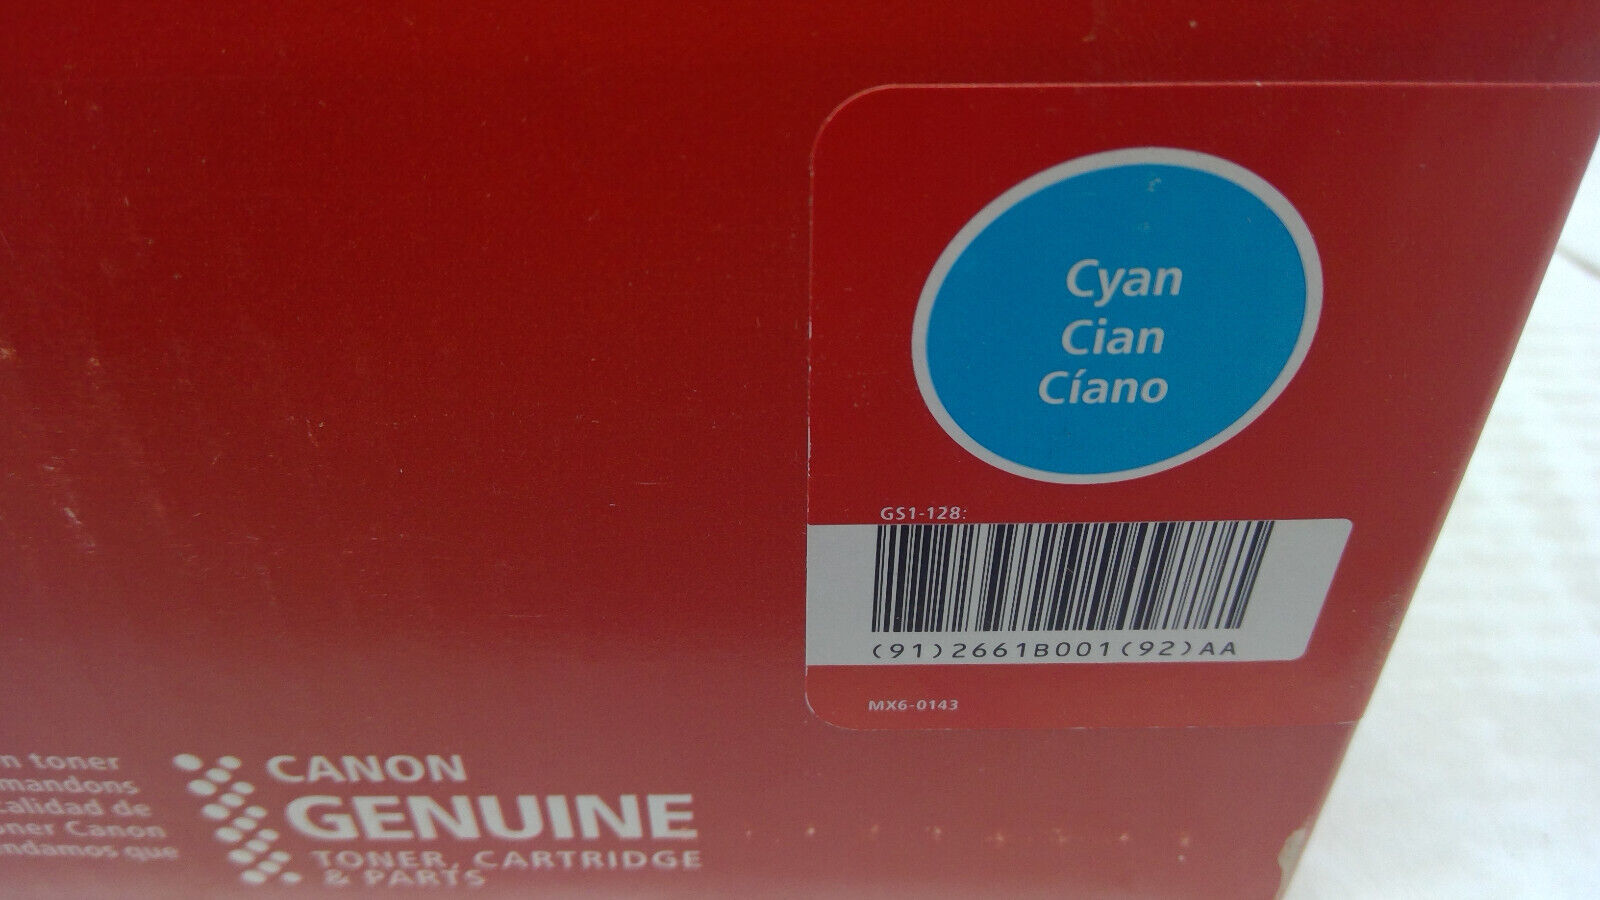 Cyan
Cian
Cíano
GS1-128:
(91)2661B001(92)AA
MX6-0143
n toner
mandons
calidad de
oner Canon
ndamos que
CANON
GENUINE
TONER, CARTRIDGE
& PARTS